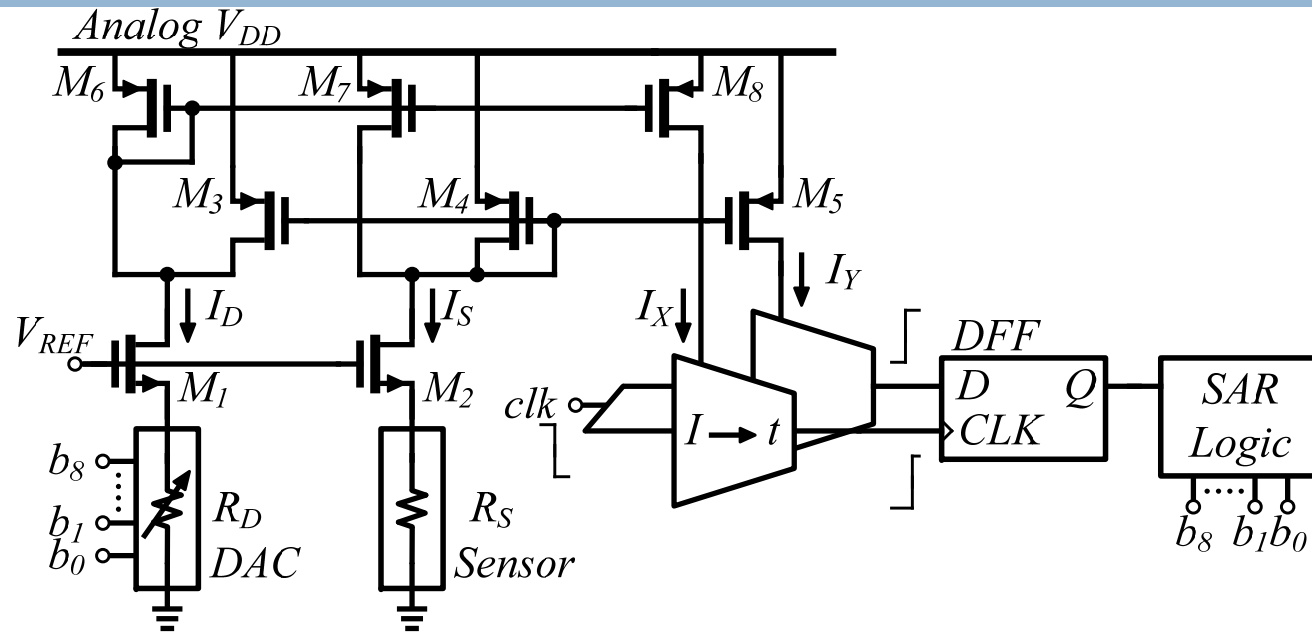 Analog VDD
M6
M7
M8
M3
M4
M5
ID
IS
IX
IY
VREF
M1
M2
clk
I → t
DFF
D
Q
CLK
SAR
Logic
b8
b1
b0
RD
DAC
RS
Sensor
b8 b1 b0